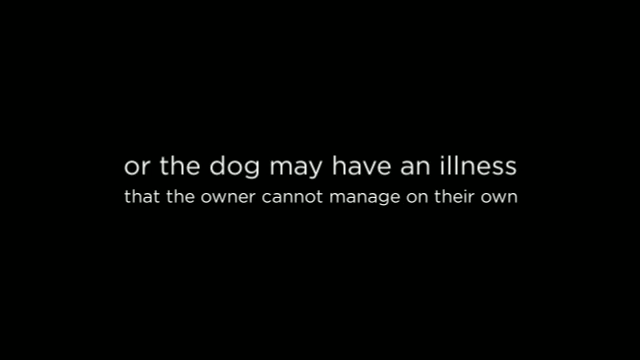 or the dog may have an illness
that the owner cannot manage on their own